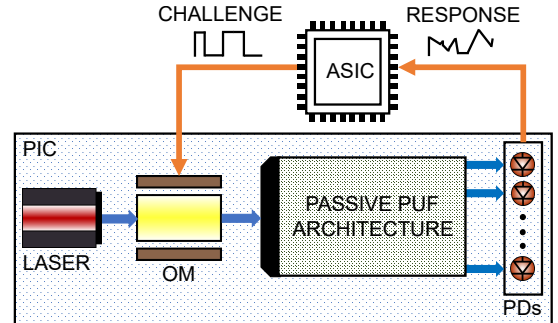 CHALLENGE
RESPONSE
ASIC
PIC
PASSIVE PUF
ARCHITECTURE
LASER
OM
PDs